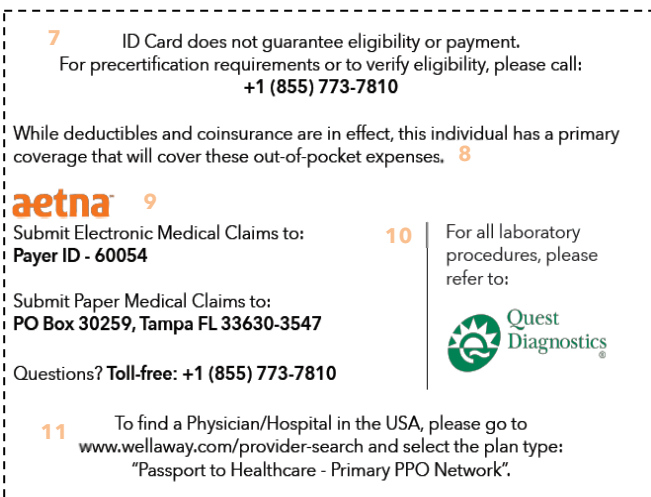 7
ID Card does not guarantee eligibility or payment.
For precertification requirements or to verify eligibility, please call:
+1 (855) 773-7810
While deductibles and coinsurance are in effect, this individual has a primary
coverage that will cover these out-of-pocket expenses. 8
aetna™ 9
Submit Electronic Medical Claims to:
Payer ID - 60054
Submit Paper Medical Claims to:
PO Box 30259, Tampa FL 33630-3547
Questions? Toll-free: +1 (855) 773-7810
10
For all laboratory
procedures, please
refer to:
Quest
Diagnostics®
11
To find a Physician/Hospital in the USA, please go to
www.wellaway.com/provider-search and select the plan type:
“Passport to Healthcare - Primary PPO Network”.